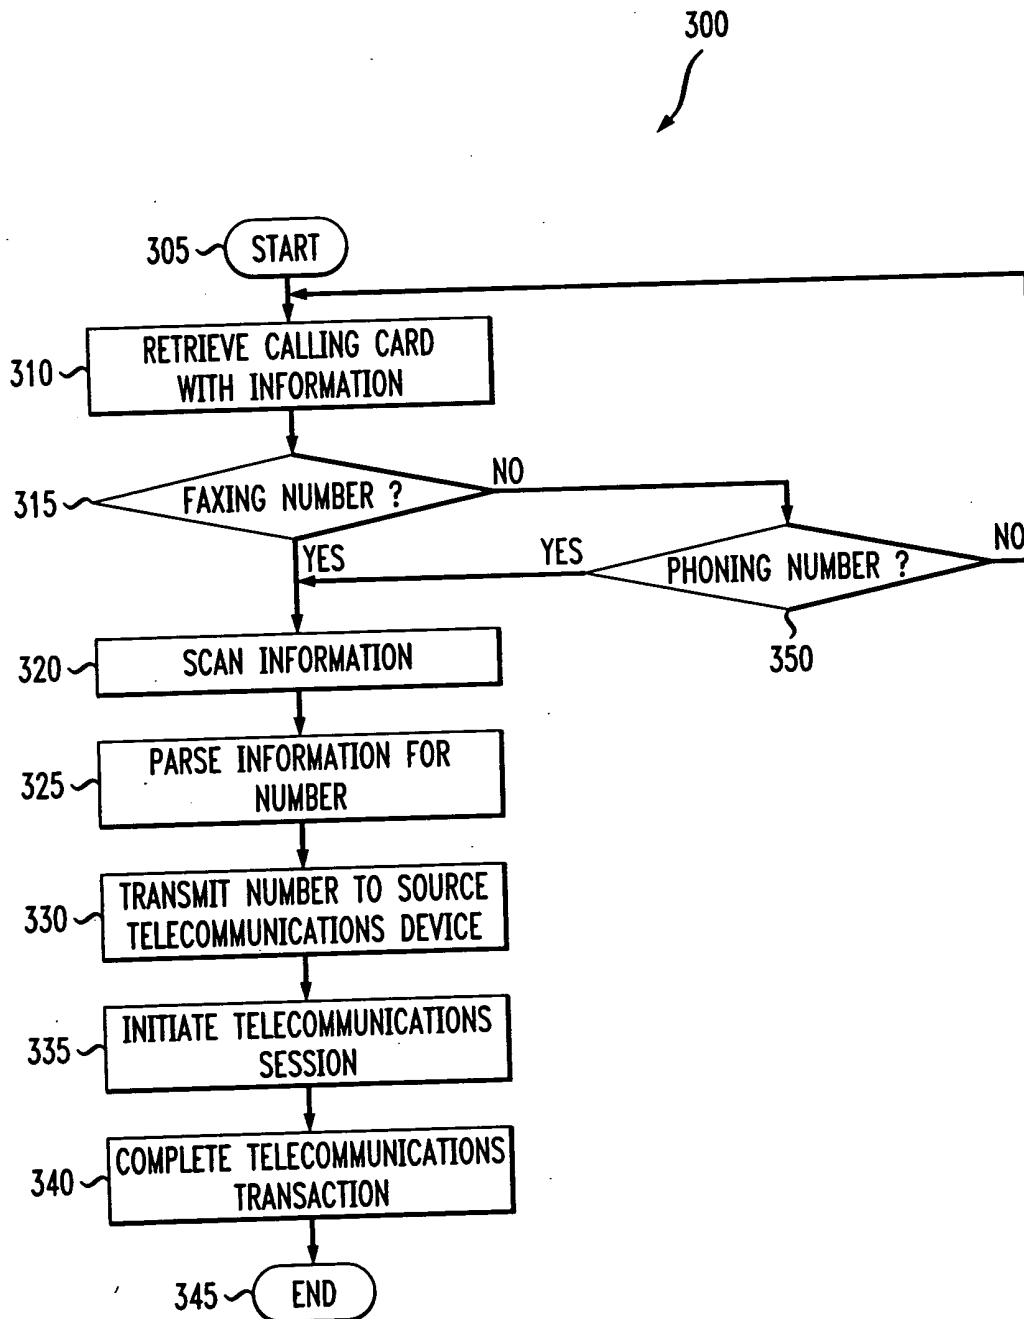 300
305
START
310
RETRIEVE CALLING CARD
WITH INFORMATION
315
FAXING NUMBER ?
NO
YES
YES
PHONING NUMBER ?
NO
350
320
SCAN INFORMATION
325
PARSE INFORMATION FOR
NUMBER
330
TRANSMIT NUMBER TO SOURCE
TELECOMMUNICATIONS DEVICE
335
INITIATE TELECOMMUNICATIONS
SESSION
340
COMPLETE TELECOMMUNICATIONS
TRANSACTION
345
END